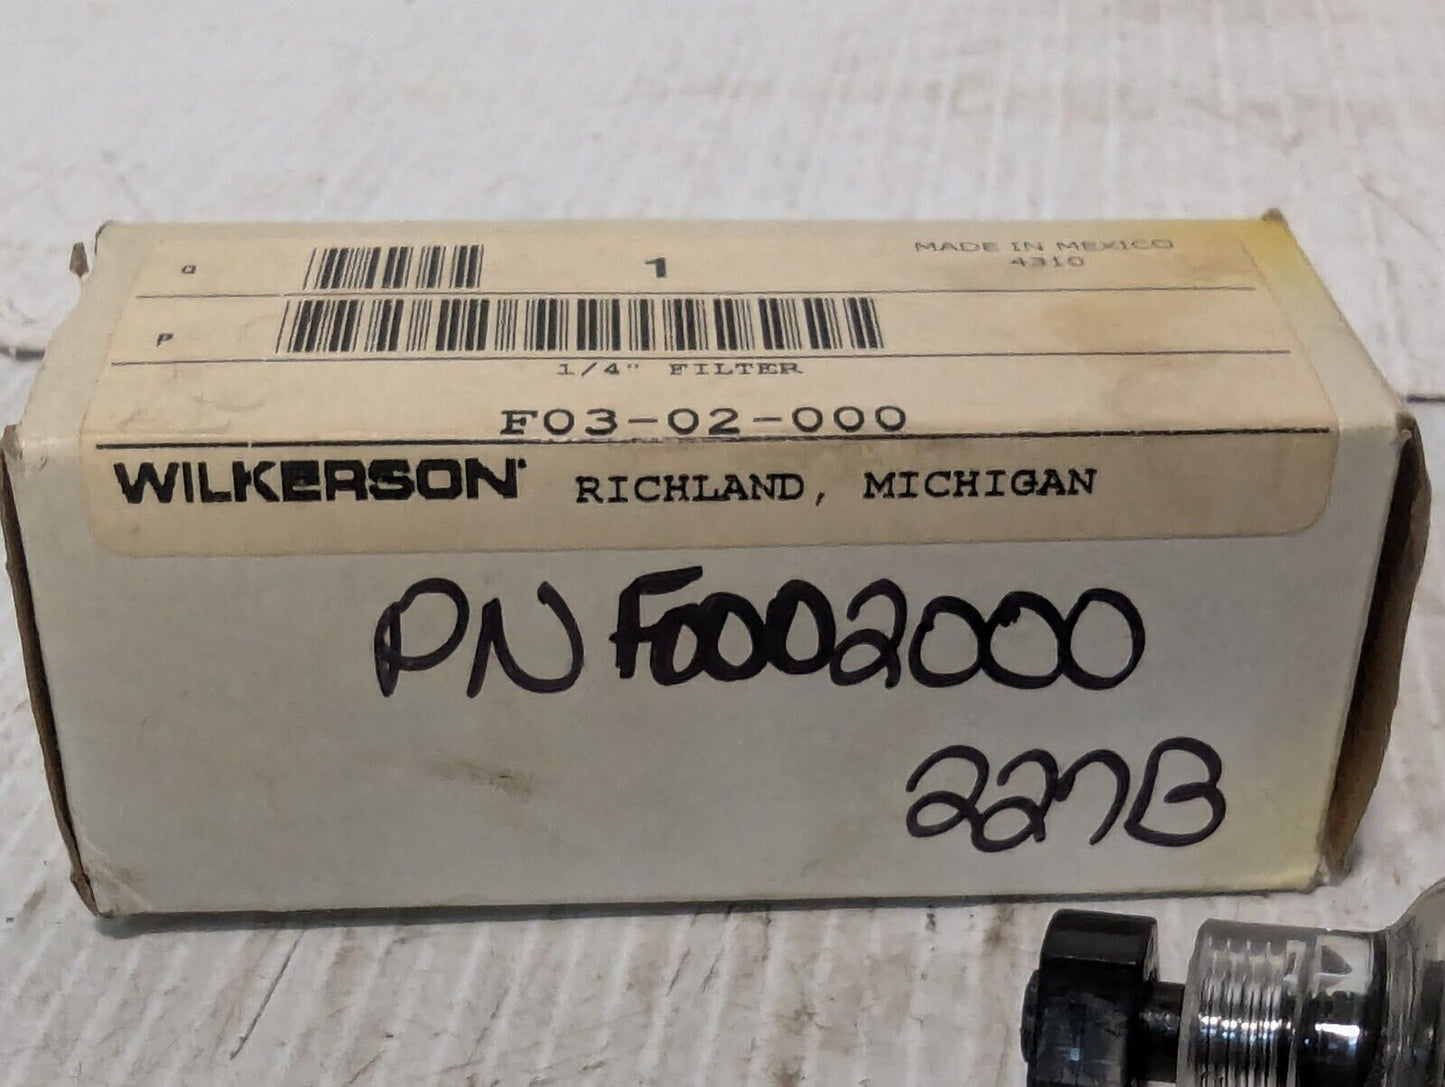 Q 1 MADE IN MEXICO
4310
P
1/4" FILTER
F03-02-000
WILKERSON RICHLAND, MICHIGAN
PN F0002000
227B